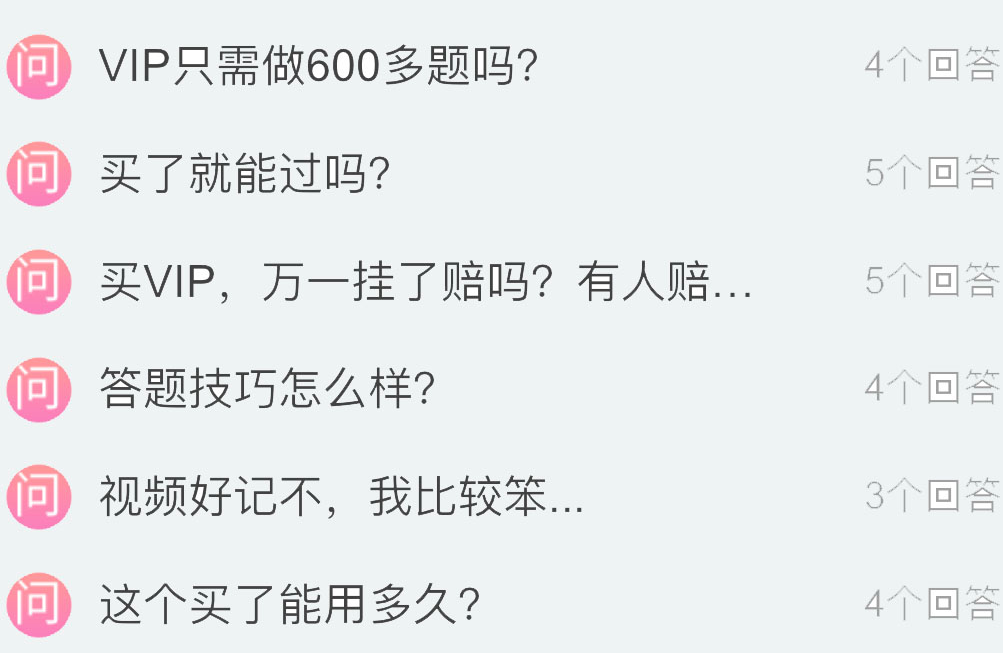 问 VIP只需做600多题吗? 4个回答
问 买了就能过吗? 5个回答
问 买VIP，万一挂了赔吗？有人赔... 5个回答
问 答题技巧怎么样? 4个回答
问 视频好记不，我比较笨... 3个回答
问 这个买了能用多久? 4个回答